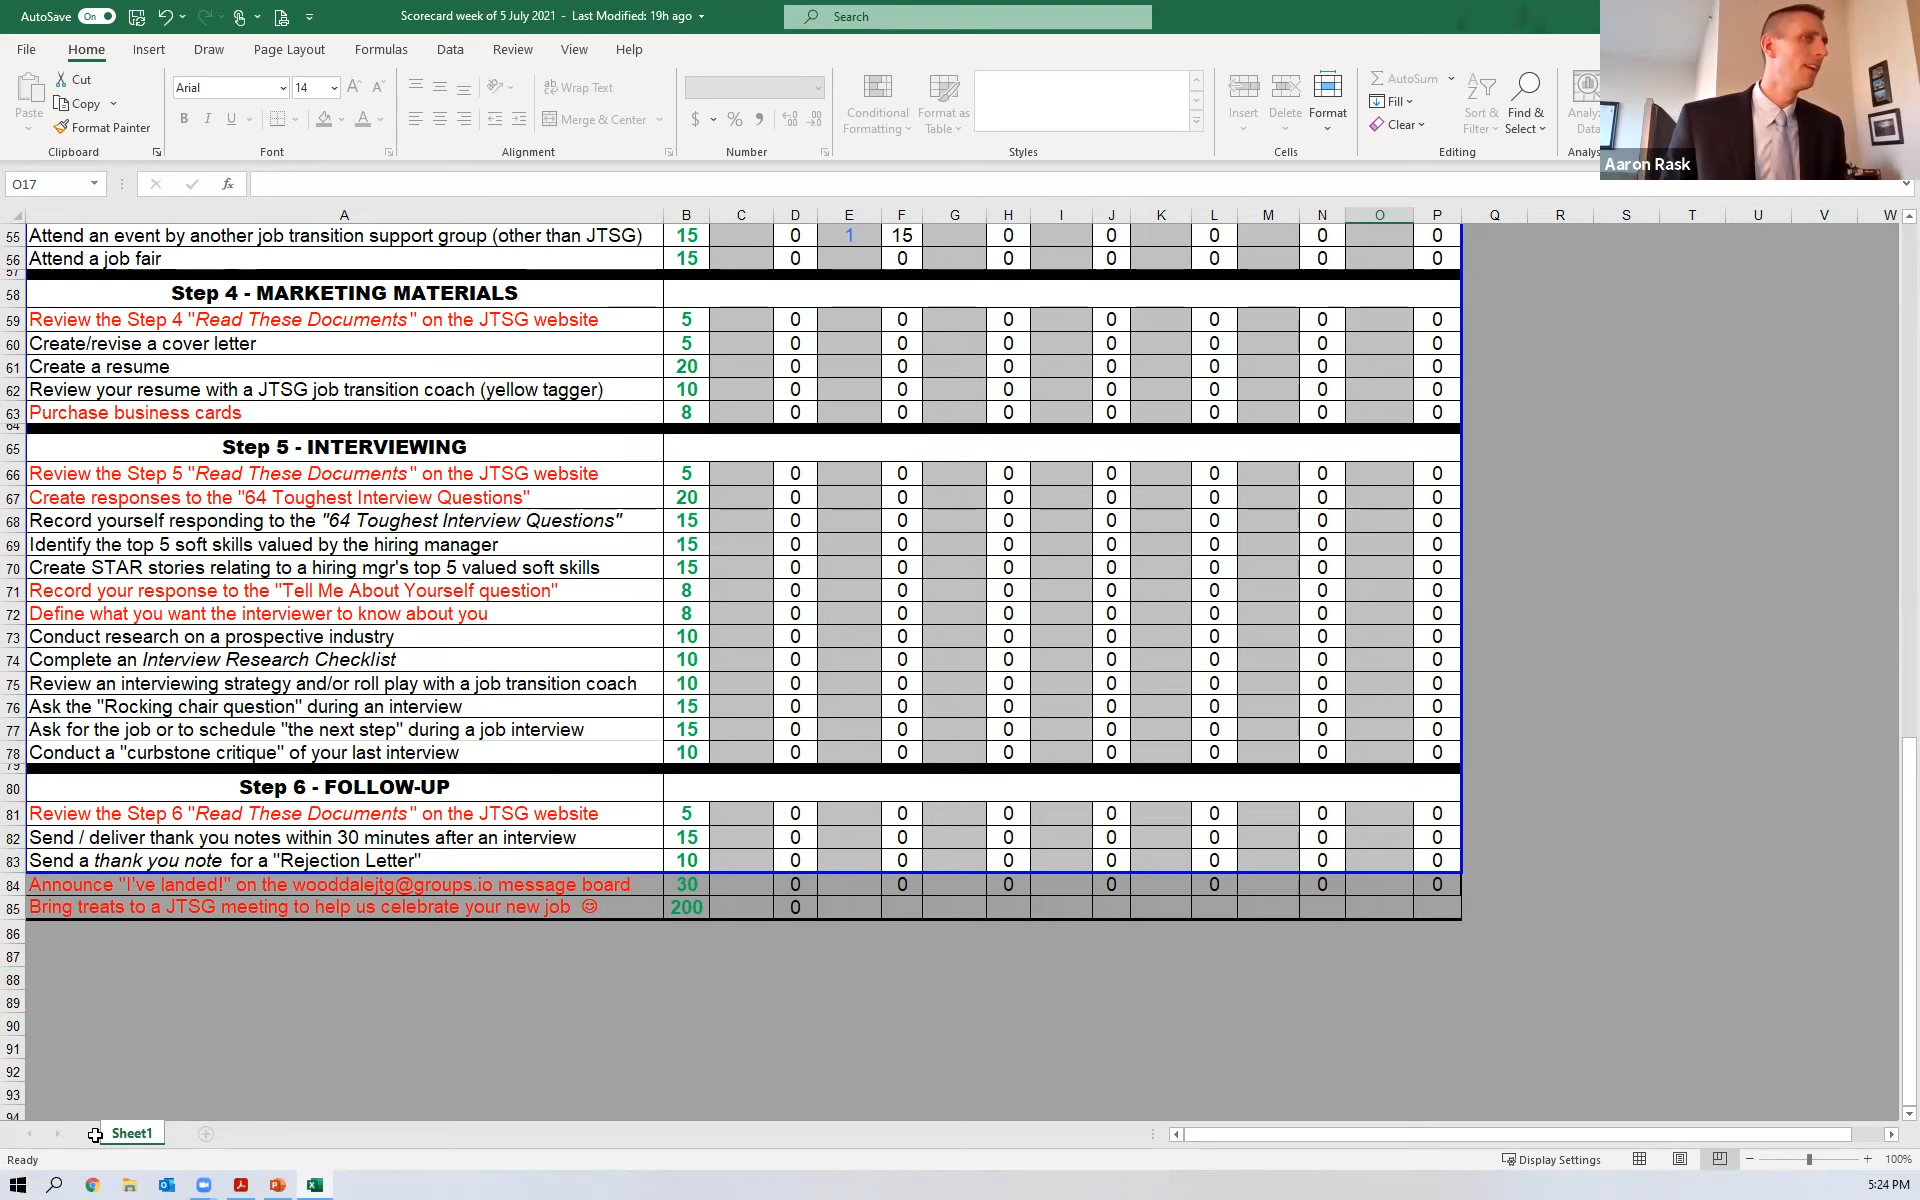 AutoSave On Scorecard week of 5 July 2021 - Last Modified: 19h ago Search
File Home Insert Draw Page Layout Formulas Data Review View Help
Paste Cut Copy Format Painter Clipboard
Arial 14 B I U A Font
ab Wrap Text Merge & Center Alignment
$ % 9 Number
Conditional Formatting Format as Table Styles
Insert Delete Format Cells
AutoSum Fill Clear Sort & Filter Find & Select Editing
Aaron Rask
O17 fx
A B C D E F G H I J K L M N O P Q R S T U V W
55 Attend an event by another job transition support group (other than JTSG) 15 0 1 15 0 0 0 0 0
56 Attend a job fair 15 0 0 0 0 0 0 0
57
58 Step 4 - MARKETING MATERIALS
59 Review the Step 4 "Read These Documents" on the JTSG website 5 0 0 0 0 0 0 0
60 Create/revise a cover letter 5 0 0 0 0 0 0 0
61 Create a resume 20 0 0 0 0 0 0 0
62 Review your resume with a JTSG job transition coach (yellow tagger) 10 0 0 0 0 0 0 0
63 Purchase business cards 8 0 0 0 0 0 0 0
64
65 Step 5 - INTERVIEWING
66 Review the Step 5 "Read These Documents" on the JTSG website 5 0 0 0 0 0 0 0
67 Create responses to the "64 Toughest Interview Questions" 20 0 0 0 0 0 0 0
68 Record yourself responding to the "64 Toughest Interview Questions" 15 0 0 0 0 0 0 0
69 Identify the top 5 soft skills valued by the hiring manager 15 0 0 0 0 0 0 0
70 Create STAR stories relating to a hiring mgr's top 5 valued soft skills 15 0 0 0 0 0 0 0
71 Record your response to the "Tell Me About Yourself question" 8 0 0 0 0 0 0 0
72 Define what you want the interviewer to know about you 8 0 0 0 0 0 0 0
73 Conduct research on a prospective industry 10 0 0 0 0 0 0 0
74 Complete an Interview Research Checklist 10 0 0 0 0 0 0 0
75 Review an interviewing strategy and/or roll play with a job transition coach 10 0 0 0 0 0 0 0
76 Ask the "Rocking chair question" during an interview 15 0 0 0 0 0 0 0
77 Ask for the job or to schedule "the next step" during a job interview 15 0 0 0 0 0 0 0
78 Conduct a "curbstone critique" of your last interview 10 0 0 0 0 0 0 0
79
80 Step 6 - FOLLOW-UP
81 Review the Step 6 "Read These Documents" on the JTSG website 5 0 0 0 0 0 0 0
82 Send / deliver thank you notes within 30 minutes after an interview 15 0 0 0 0 0 0 0
83 Send a thank you note for a "Rejection Letter" 10 0 0 0 0 0 0 0
84 Announce "I've landed!" on the wooddalejtg@groups.io message board 30 0 0 0 0 0 0 0
85 Bring treats to a JTSG meeting to help us celebrate your new job ☺ 200 0
86
87
88
89
90
91
92
93
94
Sheet1
Ready Display Settings 100%
5:24 PM